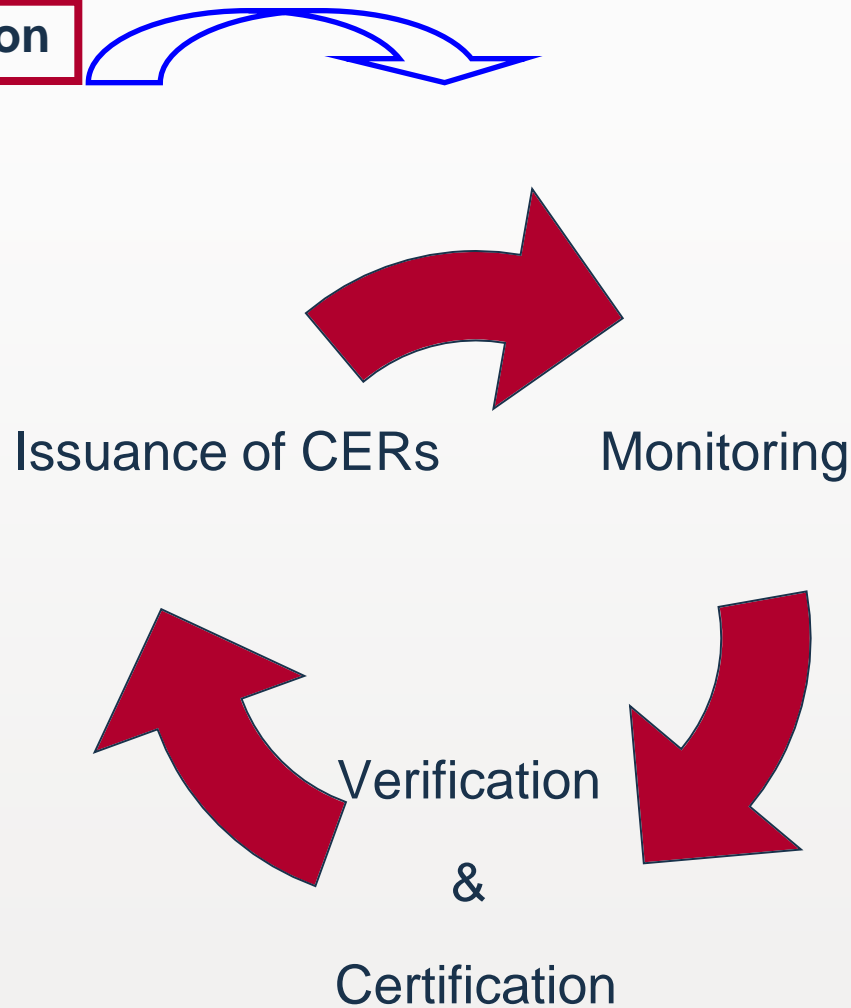 on
Issuance of CERs
Monitoring
Verification
&
Certification